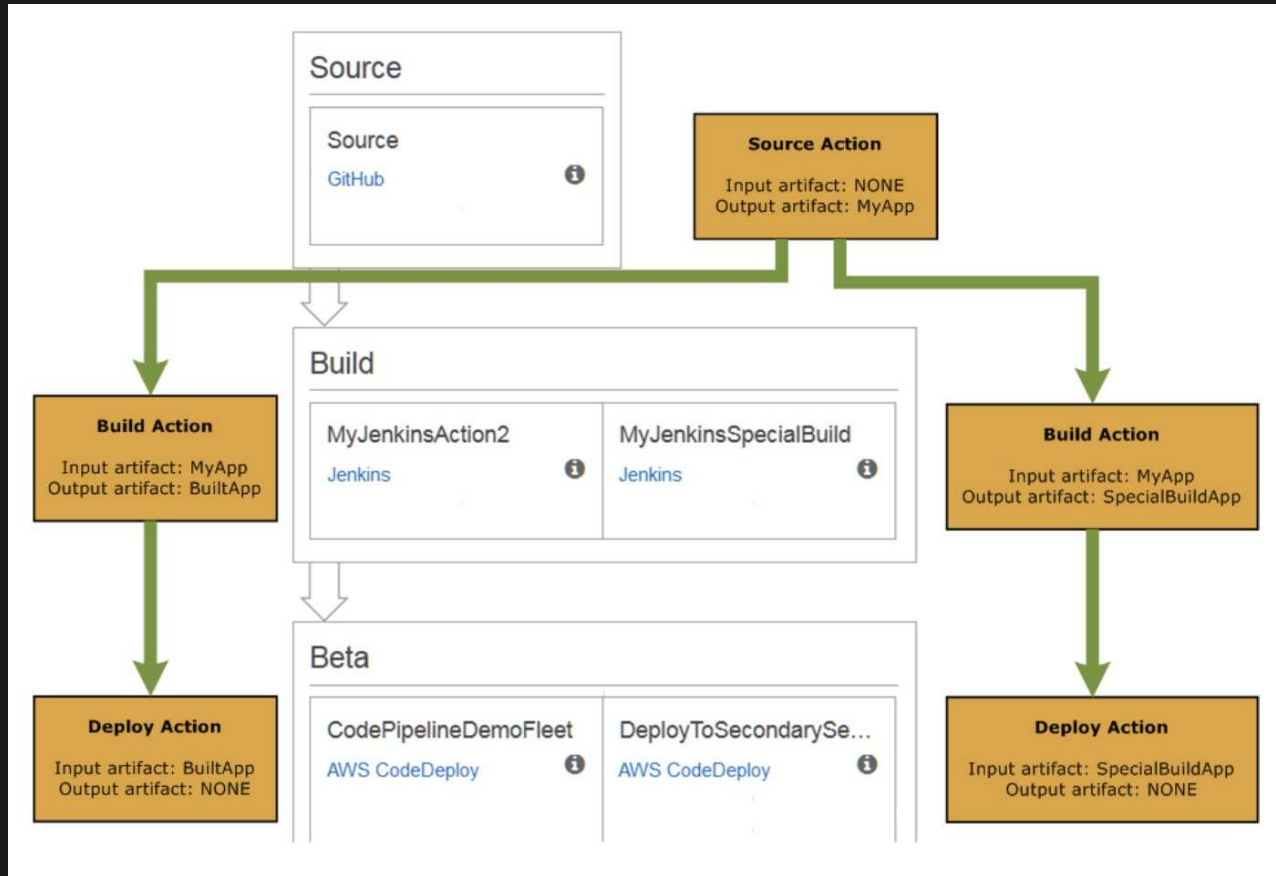 Source
Source
GitHub
Source Action
Input artifact: NONE
Output artifact: MyApp
Build
MyJenkinsAction2
Jenkins
MyJenkinsSpecialBuild
Jenkins
Build Action
Input artifact: MyApp
Output artifact: BuiltApp
Build Action
Input artifact: MyApp
Output artifact: SpecialBuildApp
Beta
CodePipelineDemoFleet
AWS CodeDeploy
DeployToSecondarySe...
AWS CodeDeploy
Deploy Action
Input artifact: BuiltApp
Output artifact: NONE
Deploy Action
Input artifact: SpecialBuildApp
Output artifact: NONE